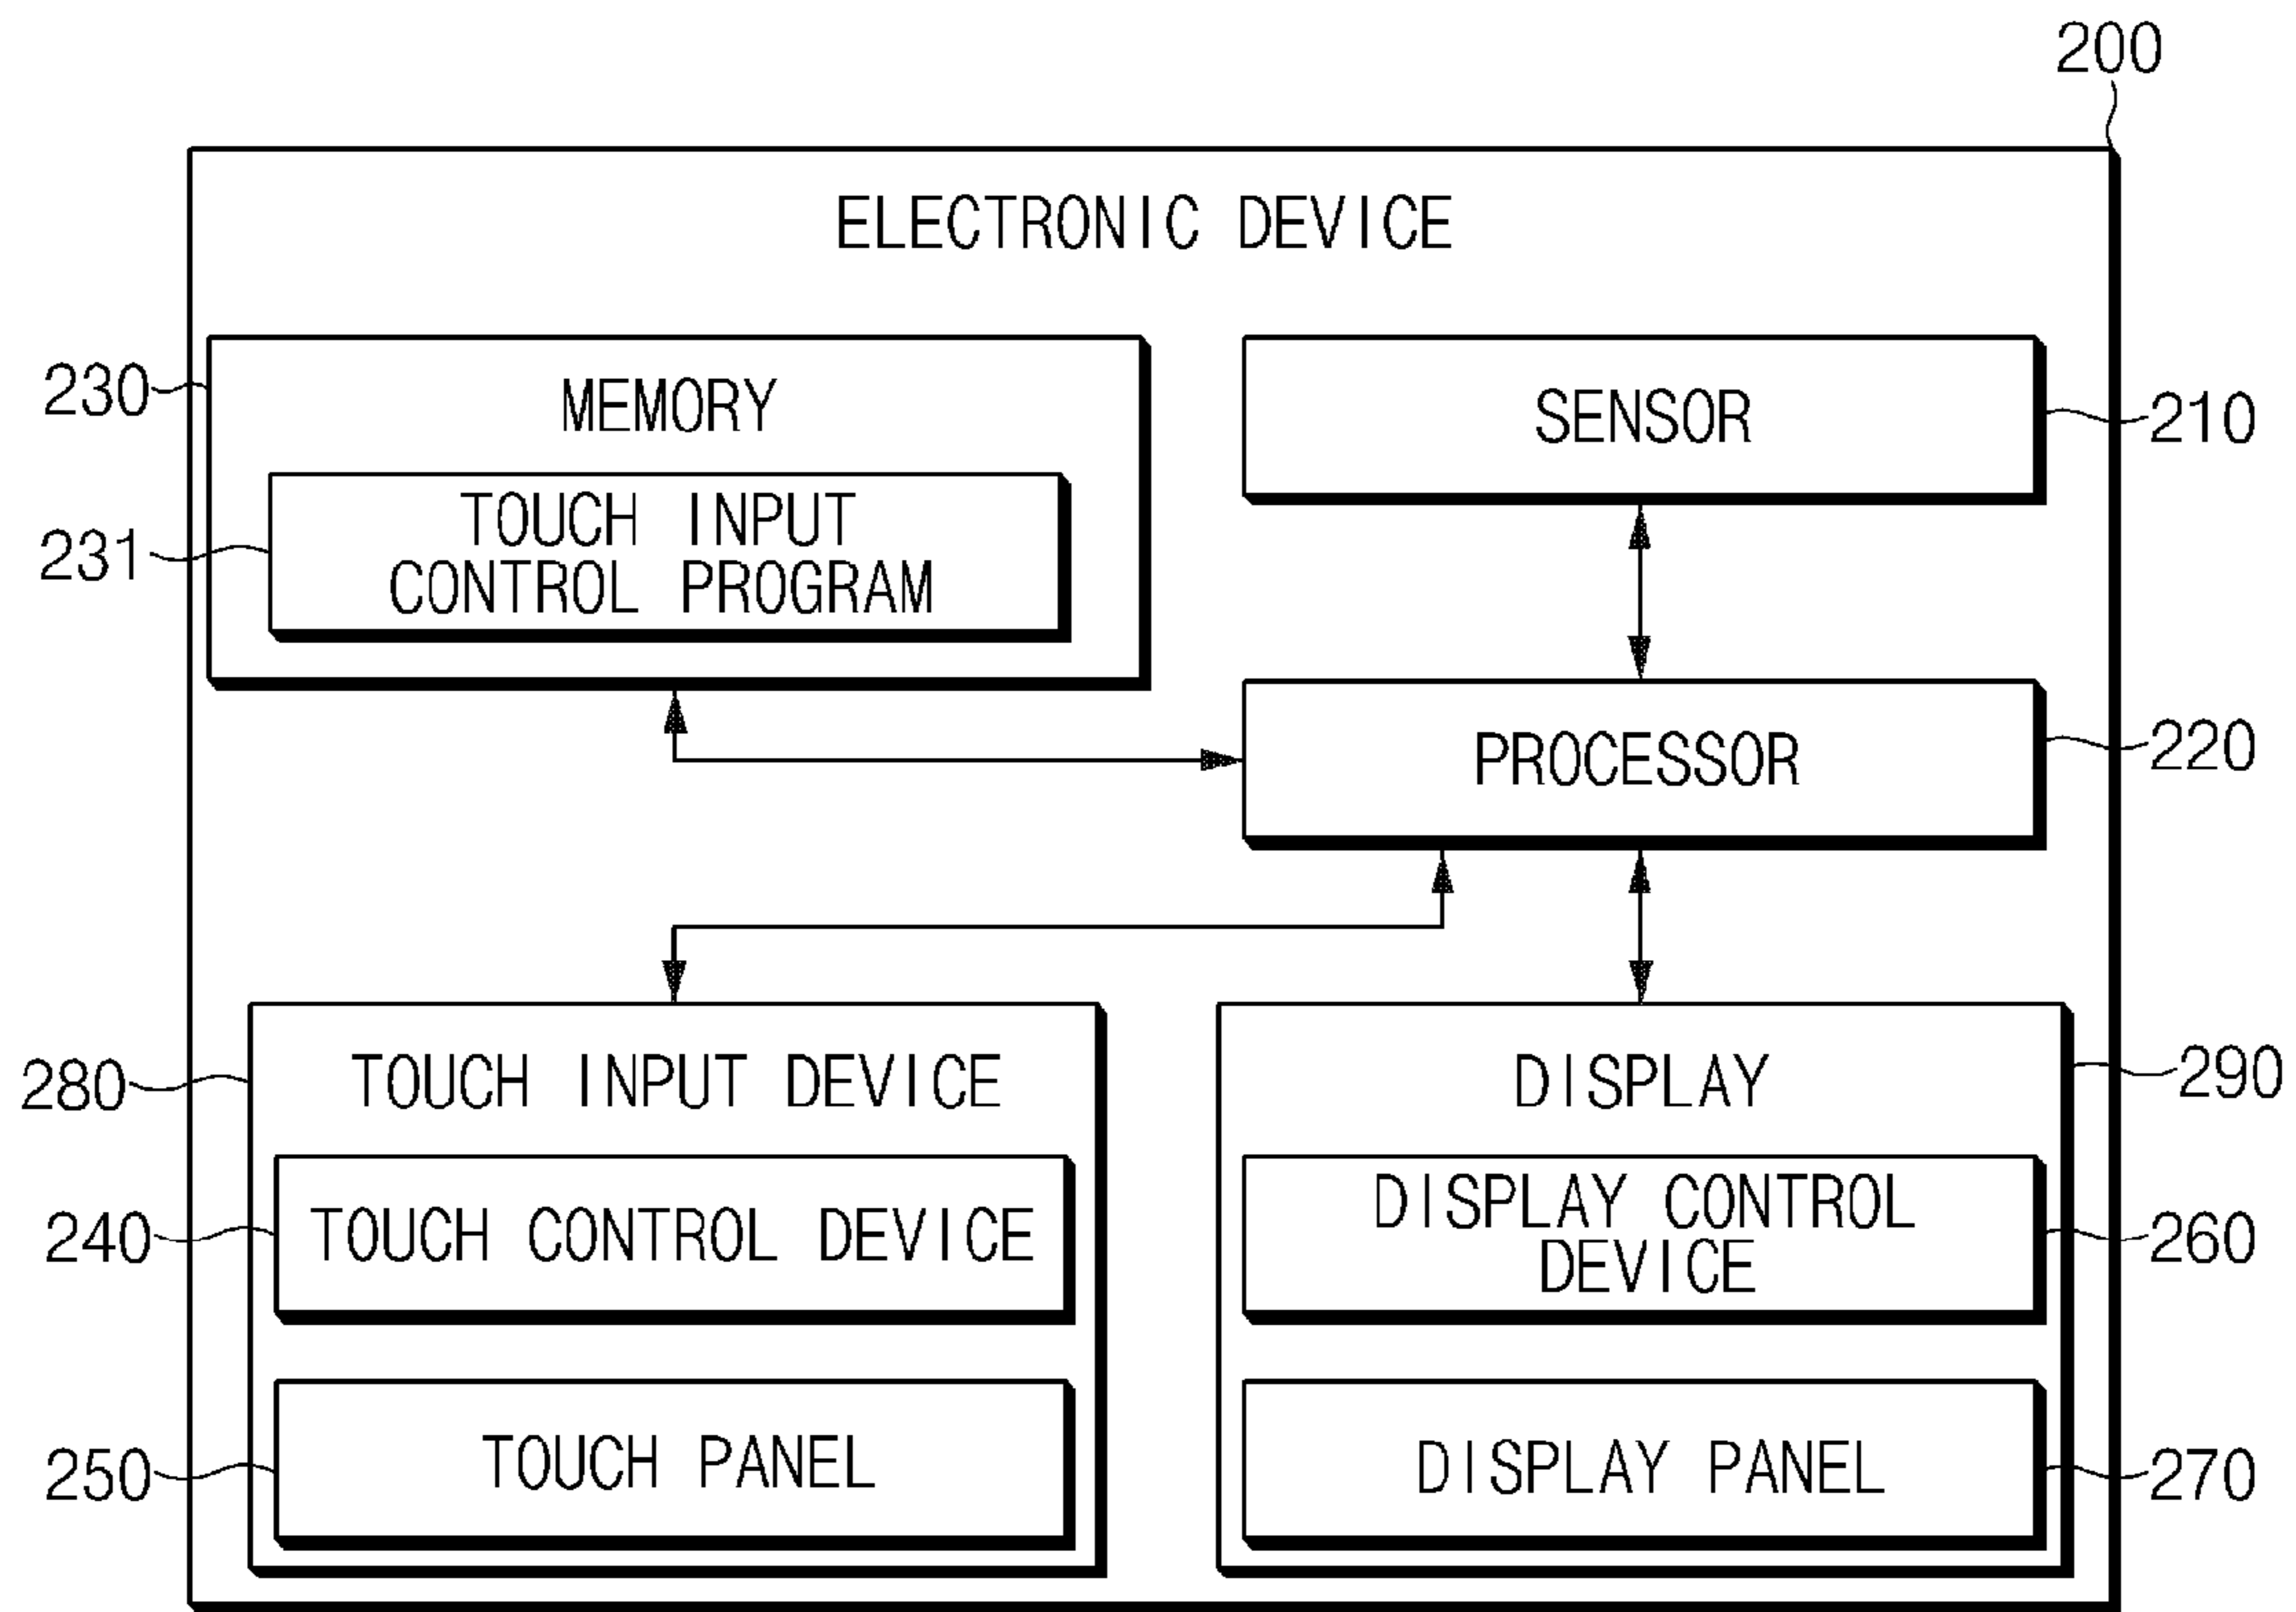 200
ELECTRONIC DEVICE
230
MEMORY
SENSOR
210
231
TOUCH INPUT
CONTROL PROGRAM
PROCESSOR
220
280
TOUCH INPUT DEVICE
DISPLAY
290
240
TOUCH CONTROL DEVICE
DISPLAY CONTROL
DEVICE
260
250
TOUCH PANEL
DISPLAY PANEL
270